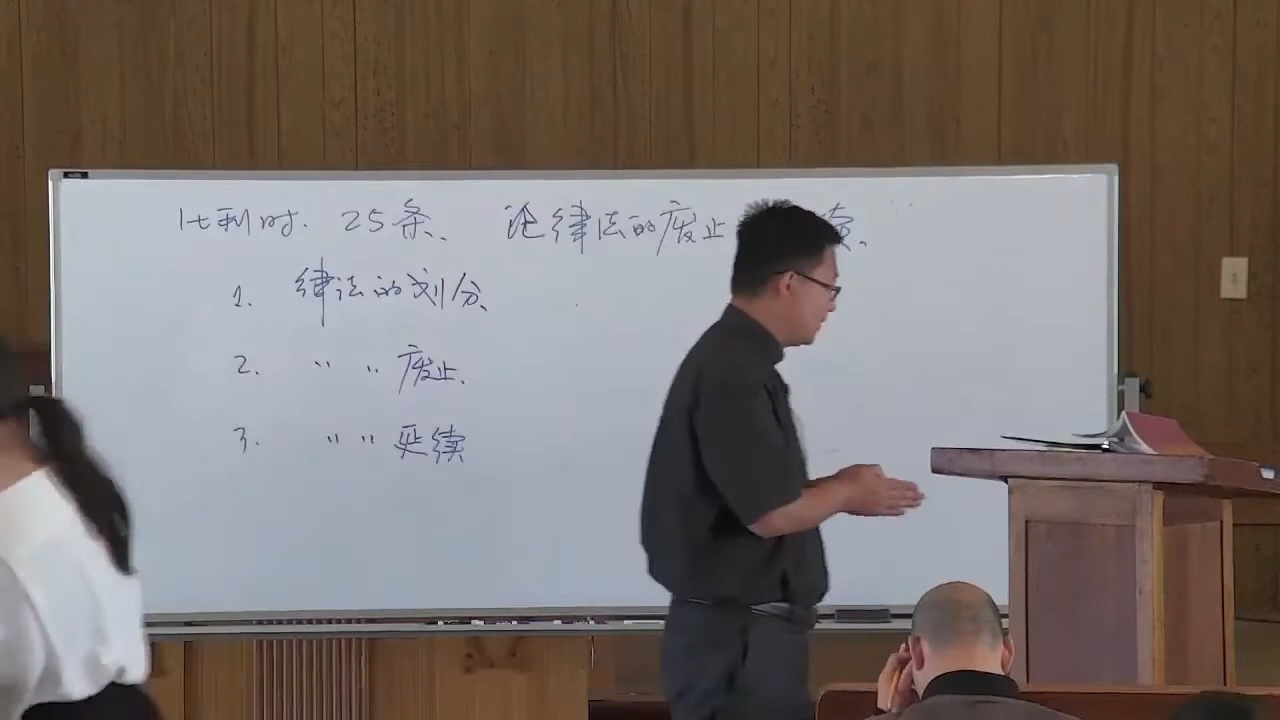 比利时. 25条、 论律法的废止 续、
1. 律法的划分、
2. " " 废止.
3. " " 延续